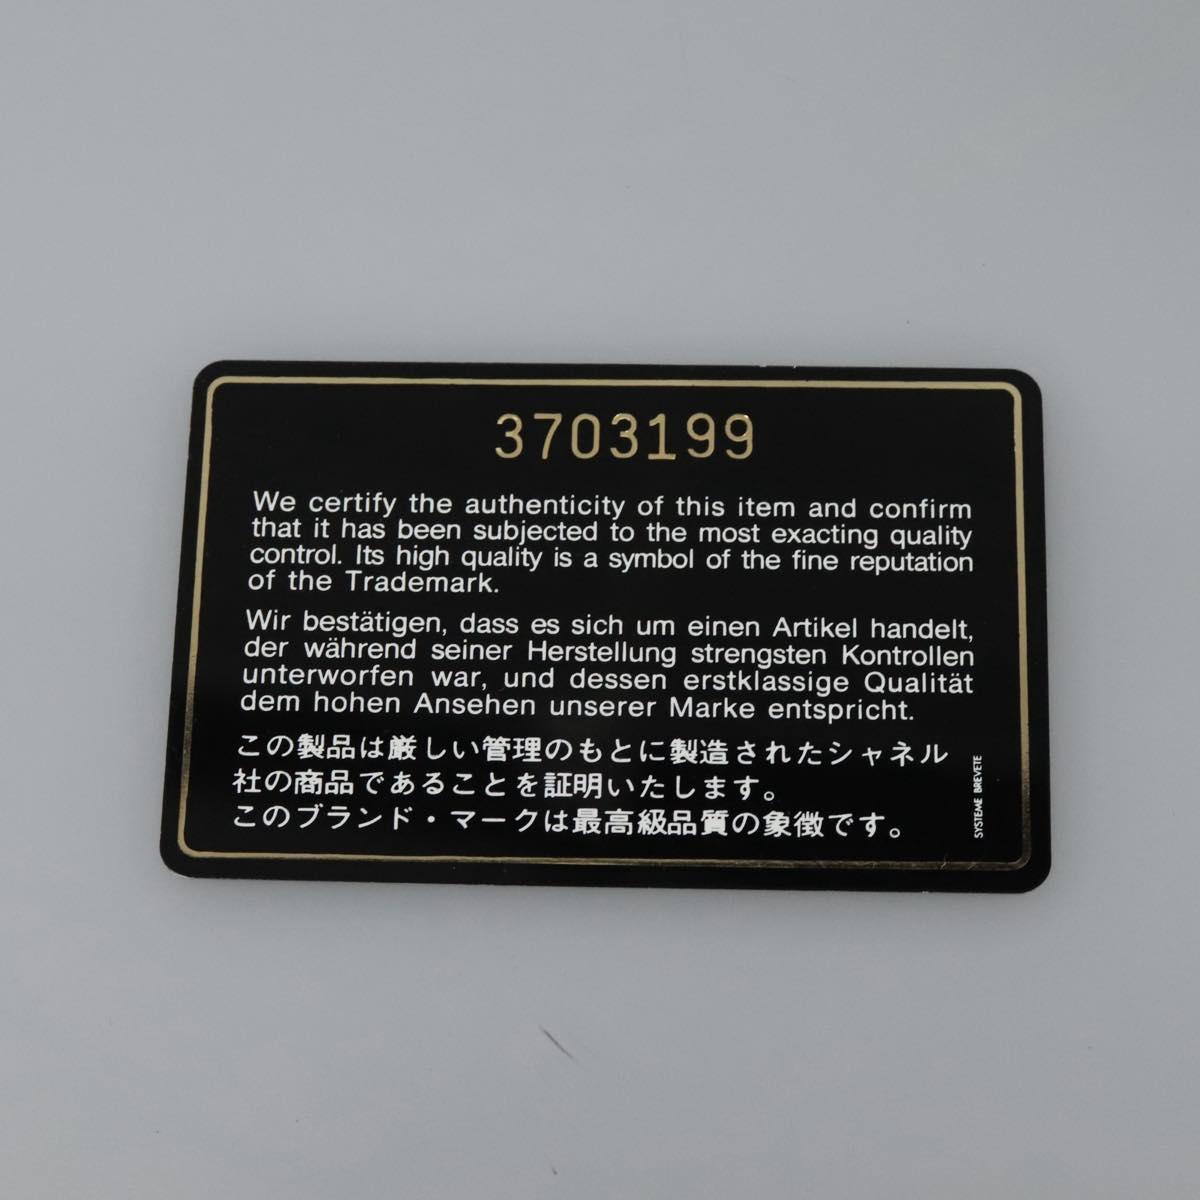 3703199
We certify the authenticity of this item and confirm
that it has been subjected to the most exacting quality
control. Its high quality is a symbol of the fine reputation
of the Trademark.
Wir bestätigen, dass es sich um einen Artikel handelt,
der während seiner Herstellung strengsten Kontrollen
unterworfen war, und dessen erstklassige Qualität
dem hohen Ansehen unserer Marke entspricht.
この製品は厳しい管理のもとに製造されたシャネル
社の商品であることを証明いたします。
このブランド・マークは最高級品質の象徴です。
SYSTEME BREVETE